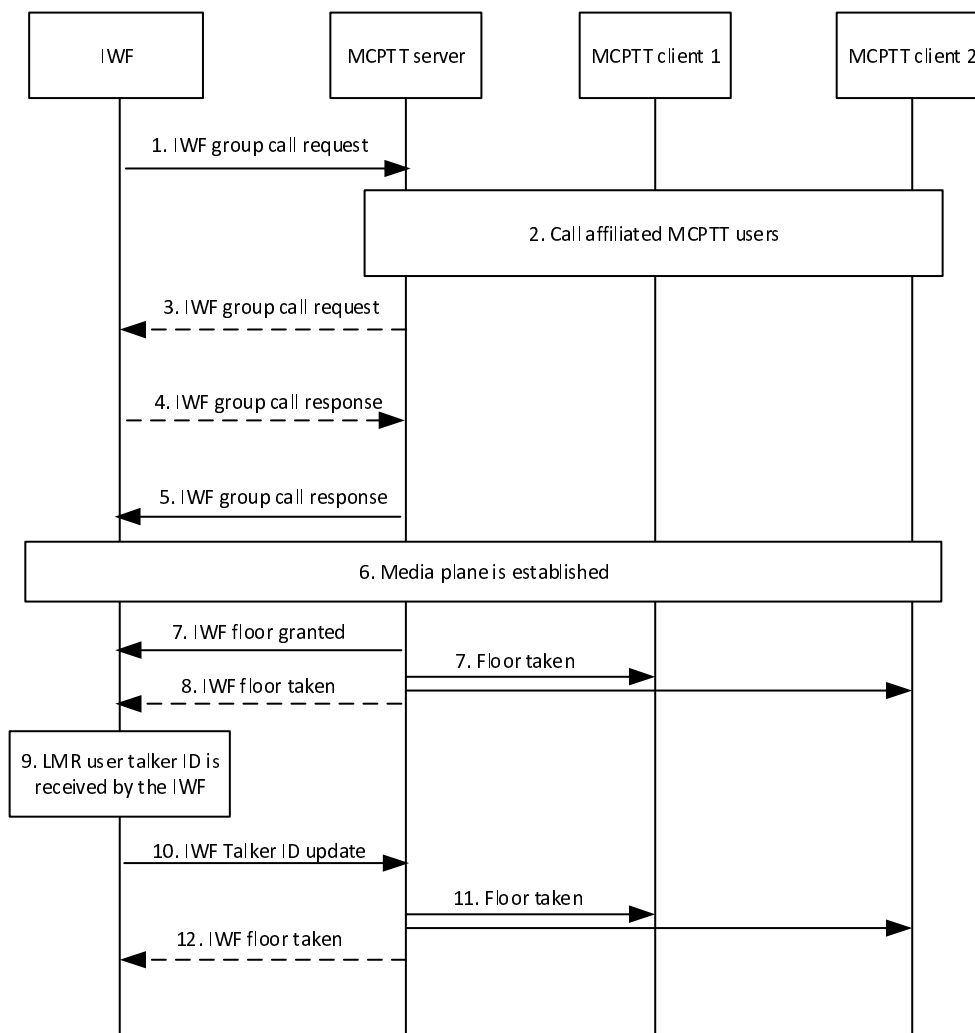 IWF
MCPTT server
MCPTT client 1
MCPTT client 2
1. IWF group call request
2. Call affiliated MCPTT users
3. IWF group call request
4. IWF group call response
5. IWF group call response
6. Media plane is established
7. IWF floor granted
7. Floor taken
8. IWF floor taken
9. LMR user talker ID is
received by the IWF
10. IWF Talker ID update
11. Floor taken
12. IWF floor taken